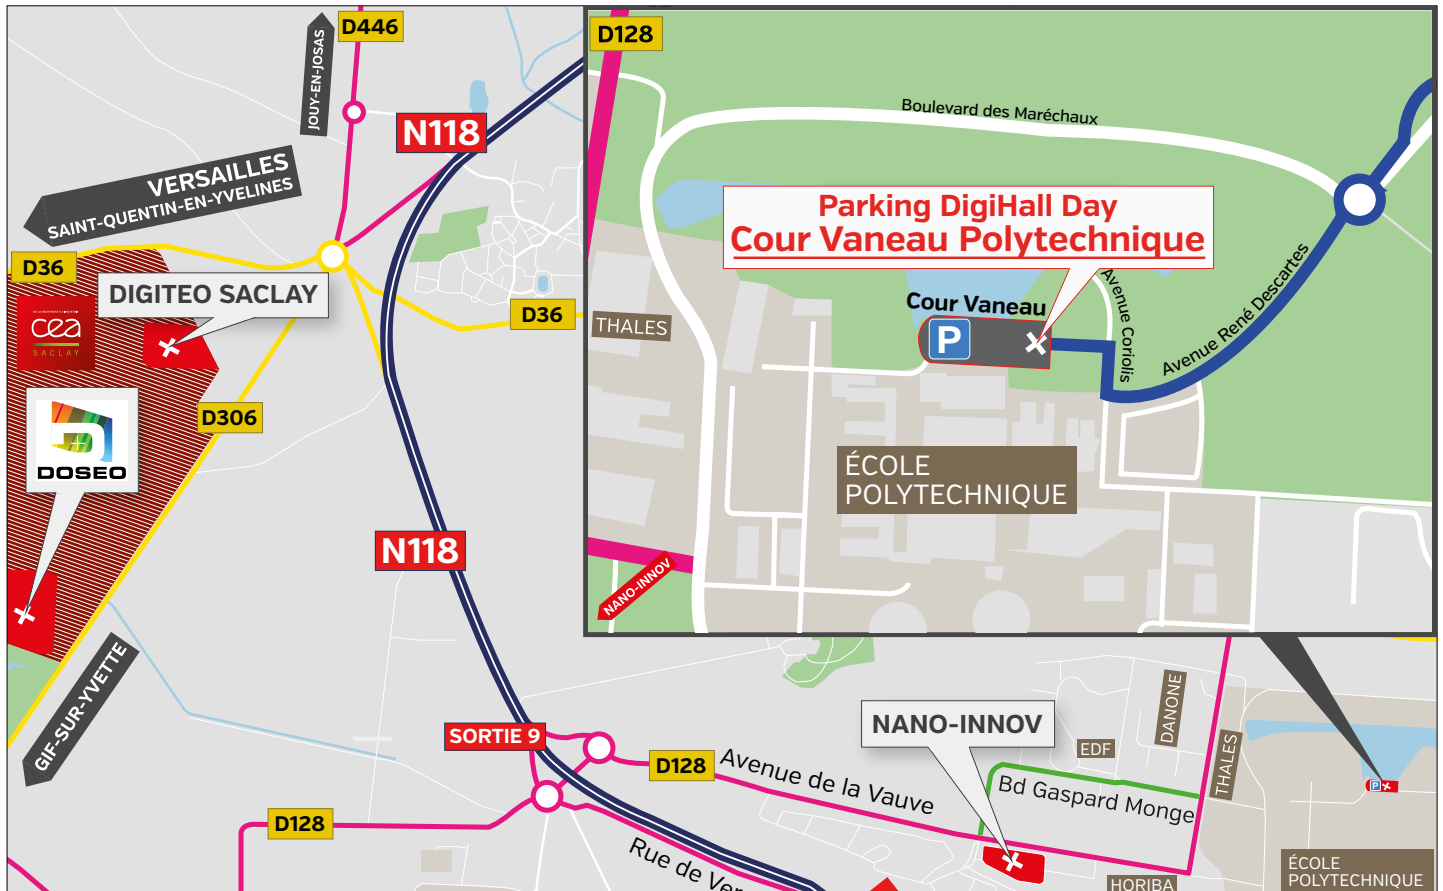 D446
JOUY-EN-JOSAS
N118
VERSAILLES
SAINT-QUENTIN-EN-YVELINES
D36
DIGITEO SACLAY
cea
SACLAY
D36
D306
DOSEO
N118
GIF-SUR-YVETTE
SORTIE 9
D128
D128
Avenue de la Vauve
Rue de Ver
NANO-INNOV
EDF
DANONE
THALES
Bd Gaspard Monge
HORIBA
P
ÉCOLE
POLYTECHNIQUE
D128
Boulevard des Maréchaux
Parking DigiHall Day
Cour Vaneau Polytechnique
Cour Vaneau
P
Avenue Coriolis
Avenue René Descartes
THALES
ÉCOLE
POLYTECHNIQUE
NANO-INNOV